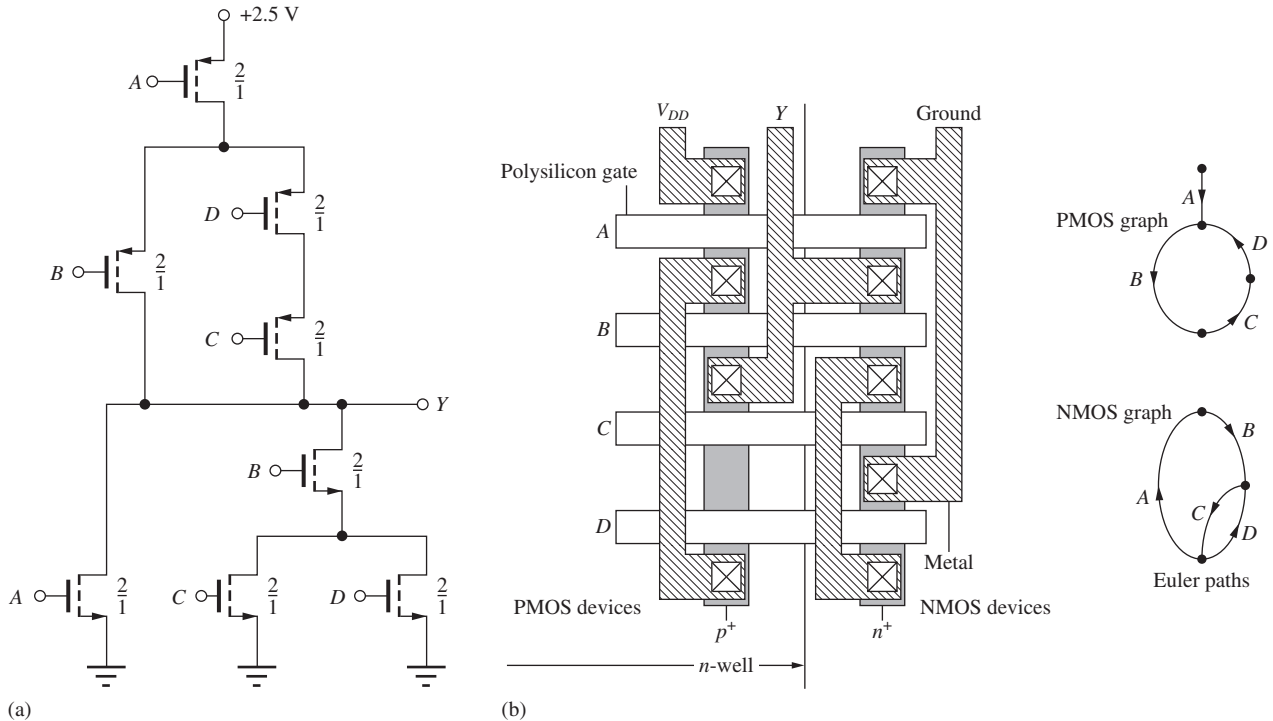 +2.5 V
A
2/1
D
2/1
B
2/1
C
2/1
Y
B
2/1
A
2/1
C
2/1
D
2/1
(a)
V_DD
Y
Ground
Polysilicon gate
A
B
C
D
Metal
PMOS devices
NMOS devices
p+
n+
n-well
(b)
A
PMOS graph
D
B
C
NMOS graph
B
A
C
D
Euler paths